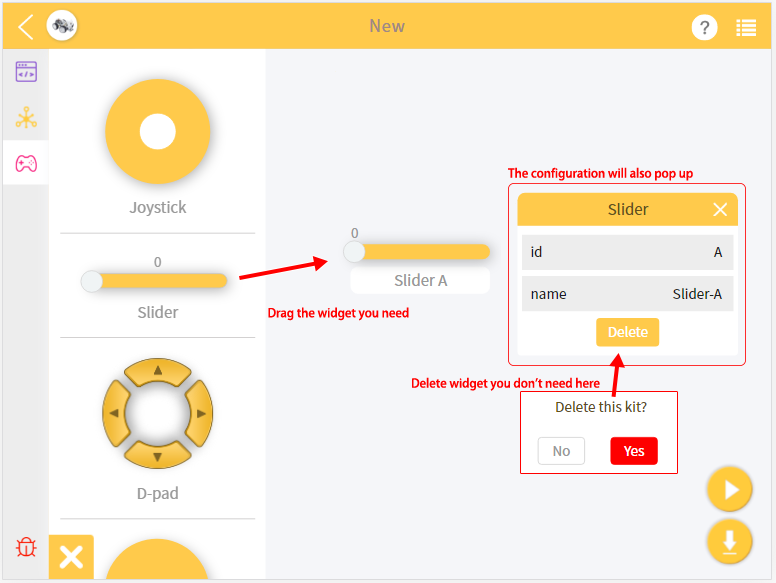 New
?
Joystick
0
Slider
D-pad
0
Slider A
Drag the widget you need
The configuration will also pop up
Slider
id A
name Slider-A
Delete
Delete widget you don't need here
Delete this kit?
No Yes